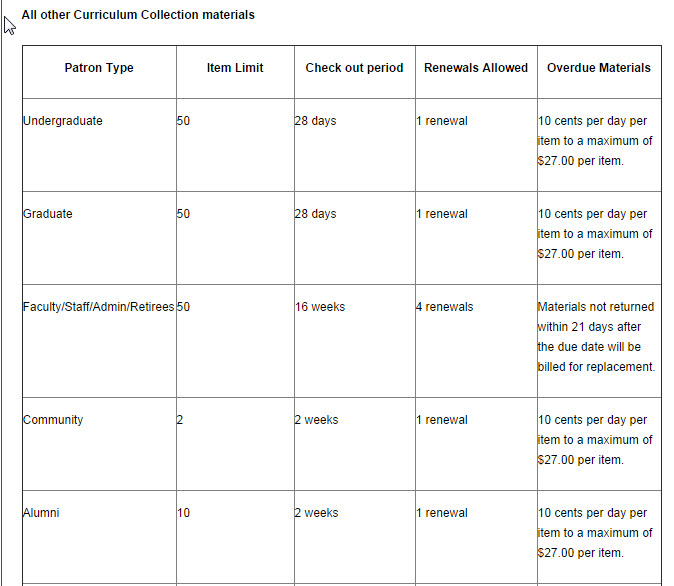 All other Curriculum Collection materials
Patron Type Item Limit Check out period Renewals Allowed Overdue Materials
Undergraduate 50 28 days 1 renewal 10 cents per day per
item to a maximum of
$27.00 per item.
Graduate 50 28 days 1 renewal 10 cents per day per
item to a maximum of
$27.00 per item.
Faculty/Staff/Admin/Retirees 50 16 weeks 4 renewals Materials not returned
within 21 days after
the due date will be
billed for replacement.
Community 2 2 weeks 1 renewal 10 cents per day per
item to a maximum of
$27.00 per item.
Alumni 10 2 weeks 1 renewal 10 cents per day per
item to a maximum of
$27.00 per item.